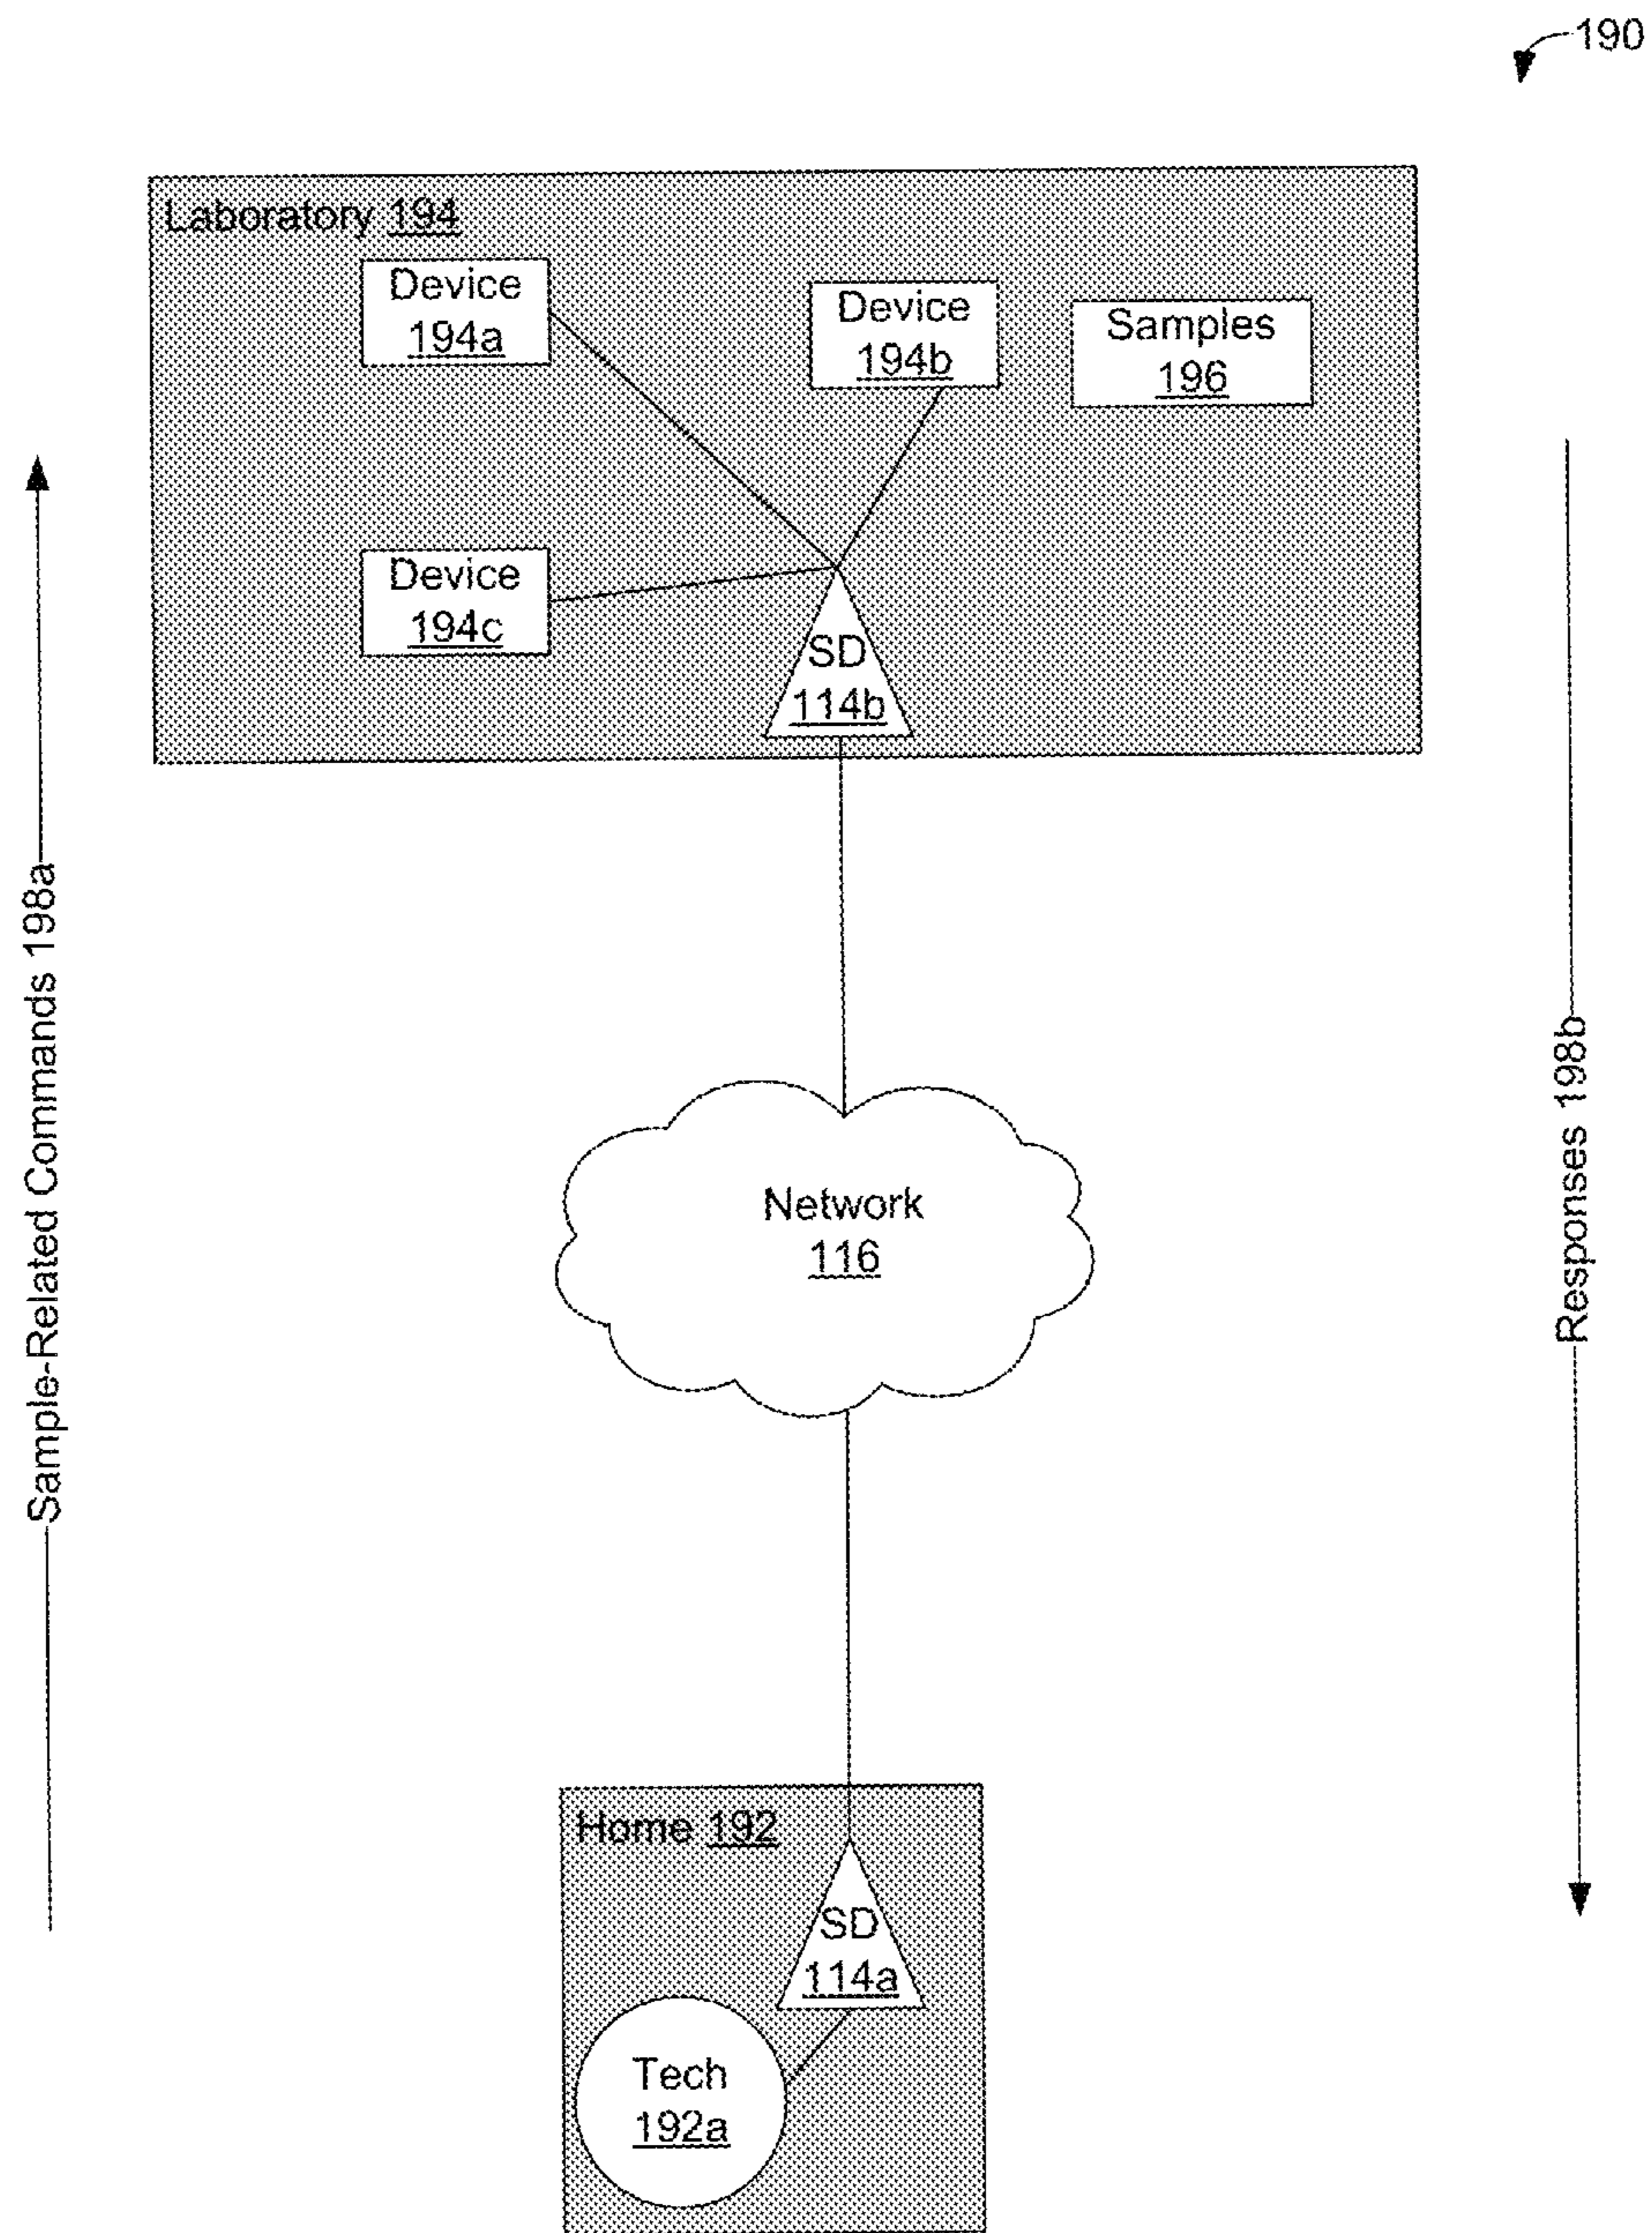 190
Laboratory 194
Device
194a
Device
194b
Samples
196
Device
194c
SD
114b
Sample-Related Commands 198a
Responses 198b
Network
116
Home 192
SD
114a
Tech
192a